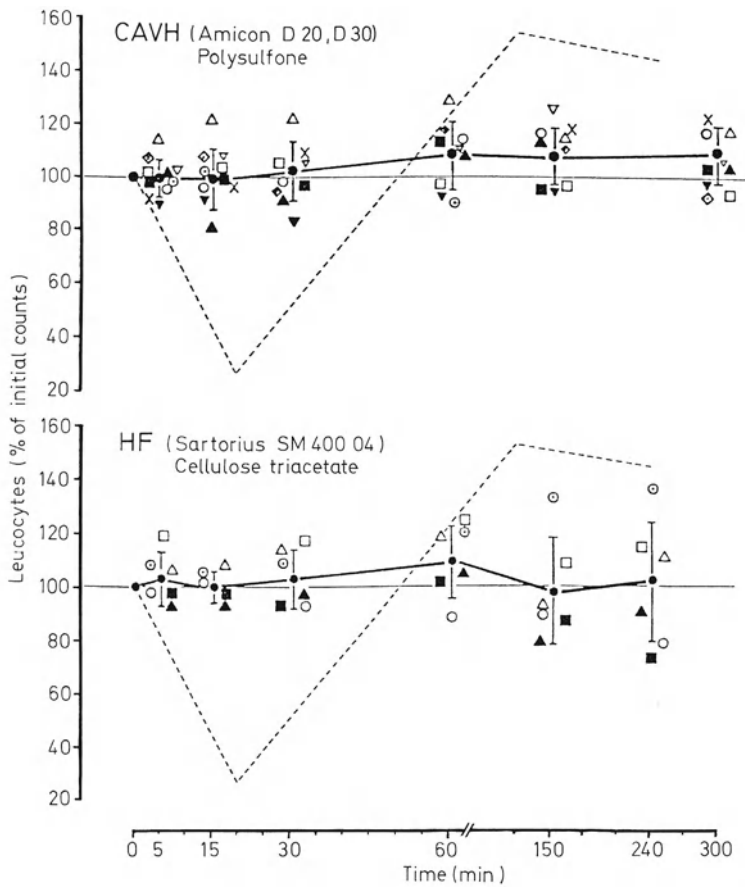 160
CAVH (Amicon D 20, D 30)
Polysulfone
140
120
100
80
60
40
20
160
HF (Sartorius SM 400 04)
Cellulose triacetate
140
120
100
80
60
40
20
Leucocytes (% of initial counts)
0 5 15 30 60 150 240 300
Time (min)